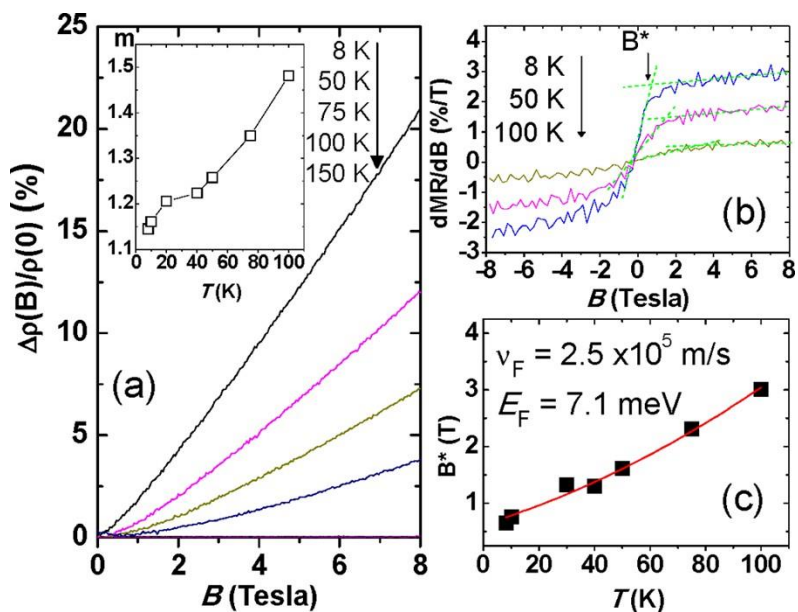 25
20
15
10
5
0
Δρ(B)/ρ(0) (%)
0 2 4 6 8
B (Tesla)
(a)
m
1.5
1.4
1.3
1.2
1.1
0 20 40 60 80 100
T (K)
8 K
50 K
75 K
100 K
150 K
(b)
B*
8 K
50 K
100 K
4
3
2
1
0
-1
-2
-3
dMR/dB (%/T)
-8 -6 -4 -2 0 2 4 6 8
B (Tesla)
ν_F = 2.5 x10⁵ m/s
E_F = 7.1 meV
4
3
2
1
B* (T)
(c)
0 20 40 60 80 100
T (K)